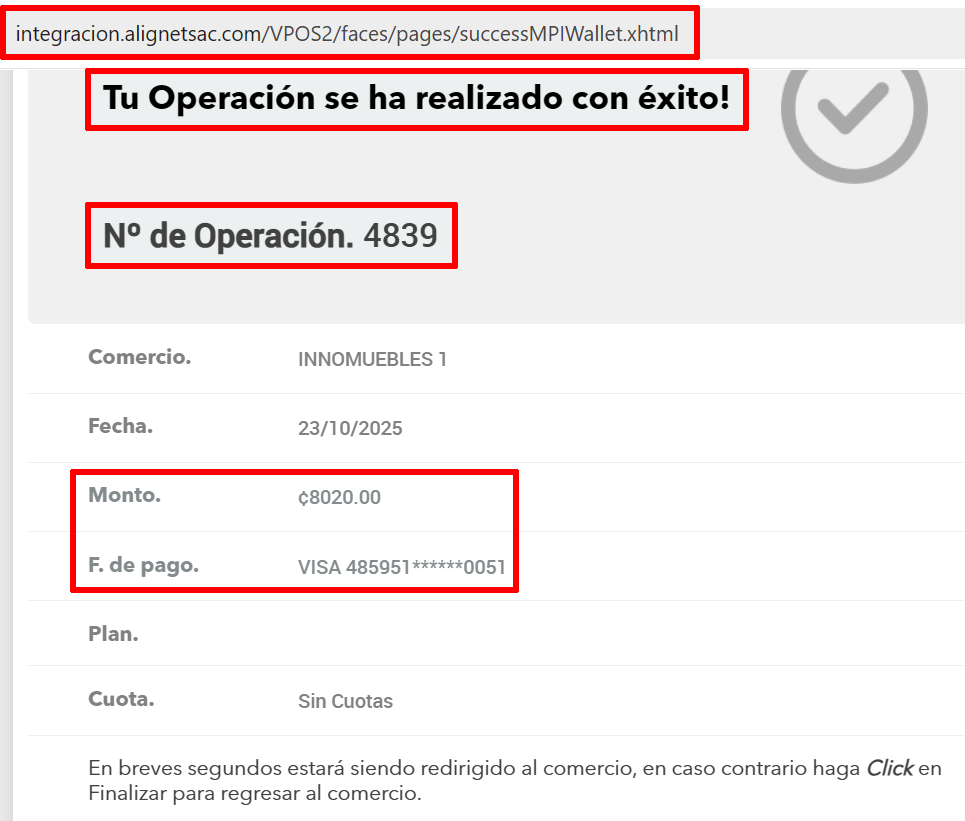 integracion.alignetsac.com/VPOS2/faces/pages/successMPIWallet.xhtml
Tu Operación se ha realizado con éxito!
Nº de Operación. 4839
Comercio. INNOMUEBLES 1
Fecha. 23/10/2025
Monto. ¢8020.00
F. de pago. VISA 485951******0051
Plan.
Cuota. Sin Cuotas
En breves segundos estará siendo redirigido al comercio, en caso contrario haga Click en
Finalizar para regresar al comercio.